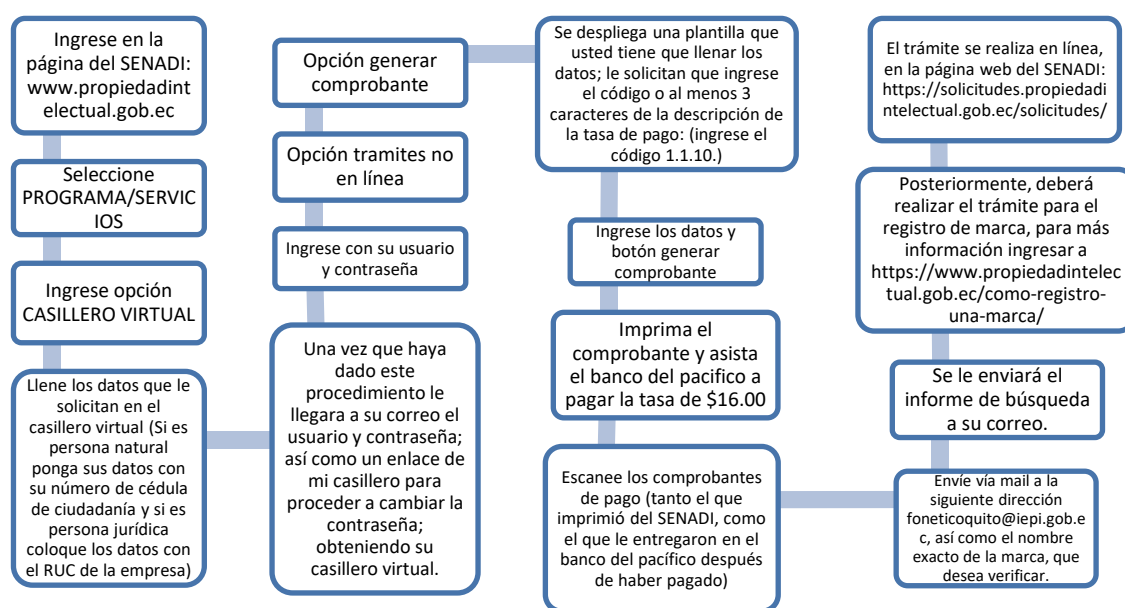 Ingrese en la
página del SENADI:
www.propiedadint
electual.gob.ec
Seleccione
PROGRAMA/SERVIC
IOS
Ingrese opción
CASILLERO VIRTUAL
Llene los datos que le
solicitan en el
casillero virtual (Si es
persona natural
ponga sus datos con
su número de cédula
de ciudadanía y si es
persona jurídica
coloque los datos con
el RUC de la empresa)
Una vez que haya
dado este
procedimiento le
llegara a su correo el
usuario y contraseña;
así como un enlace de
mi casillero para
proceder a cambiar la
contraseña;
obteniendo su
casillero virtual.
Ingrese con su usuario
y contraseña
Opción tramites no
en línea
Opción generar
comprobante
Se despliega una plantilla que
usted tiene que llenar los
datos; le solicitan que ingrese
el código o al menos 3
caracteres de la descripción de
la tasa de pago: (ingrese el
código 1.1.10.)
Ingrese los datos y
botón generar
comprobante
Imprima el
comprobante y asista
el banco del pacifico a
pagar la tasa de $16.00
Escanee los comprobantes
de pago (tanto el que
imprimió del SENADI, como
el que le entregaron en el
banco del pacífico después
de haber pagado)
Envíe vía mail a la
siguiente dirección
foneticoquito@iepi.gob.e
c, así como el nombre
exacto de la marca, que
desea verificar.
Se le enviará el
informe de búsqueda
a su correo.
Posteriormente, deberá
realizar el trámite para el
registro de marca, para más
información ingresar a
https://www.propiedadintelec
tual.gob.ec/como-registro-
una-marca/
El trámite se realiza en línea,
en la página web del SENADI:
https://solicitudes.propiedadi
ntelectual.gob.ec/solicitudes/